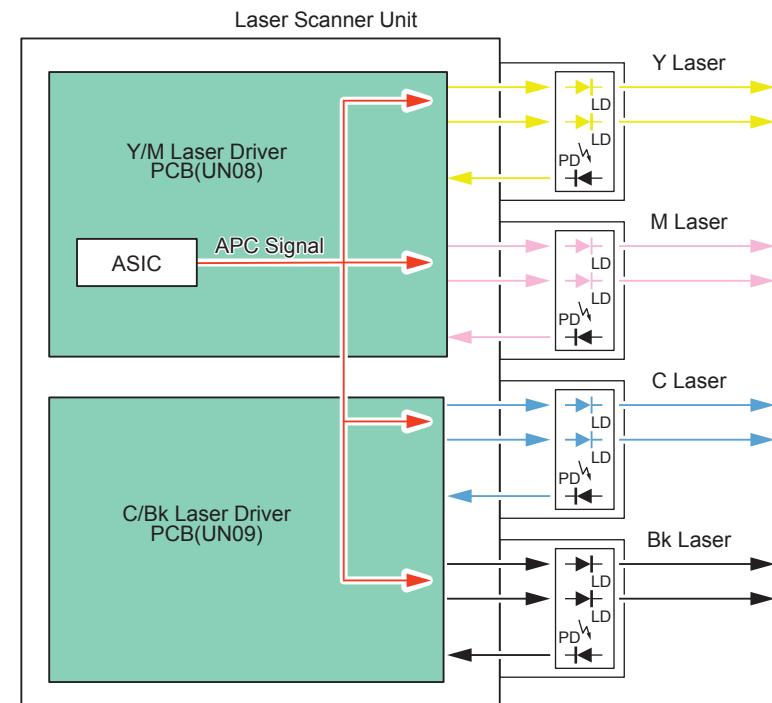 Laser Scanner Unit
Y/M Laser Driver
PCB(UN08)
ASIC
APC Signal
C/Bk Laser Driver
PCB(UN09)
Y Laser
LD
LD
PD
M Laser
LD
LD
PD
C Laser
LD
LD
PD
Bk Laser
LD
LD
PD